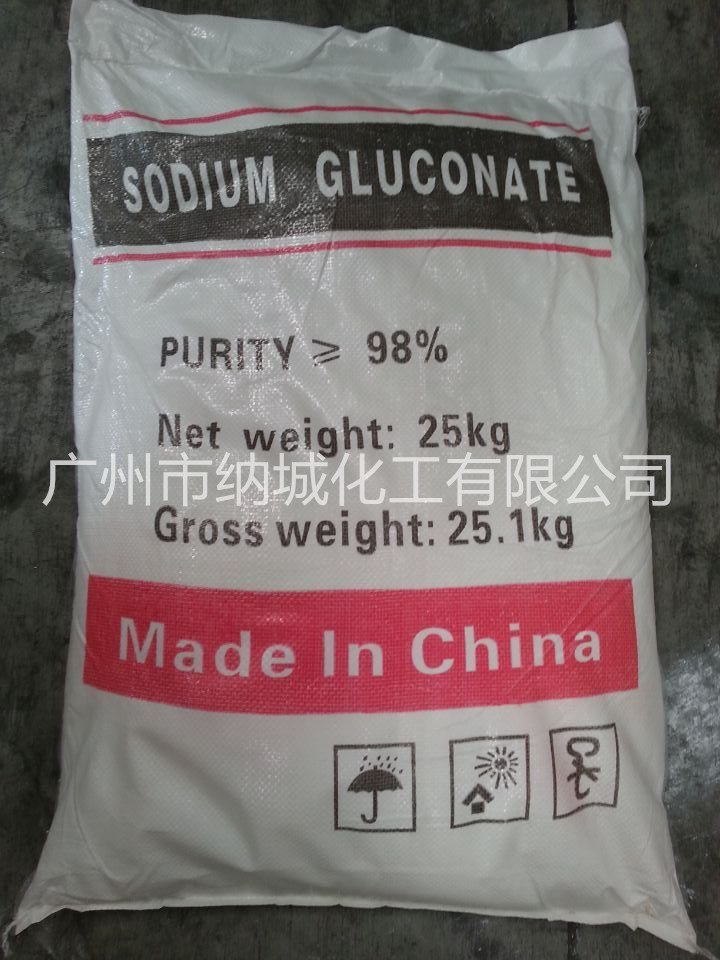 SODIUM GLUCONATE
PURITY ≥ 98%
Net weight: 25kg
广州市纳城化工有限公司
Gross weight: 25.1kg
Made In China